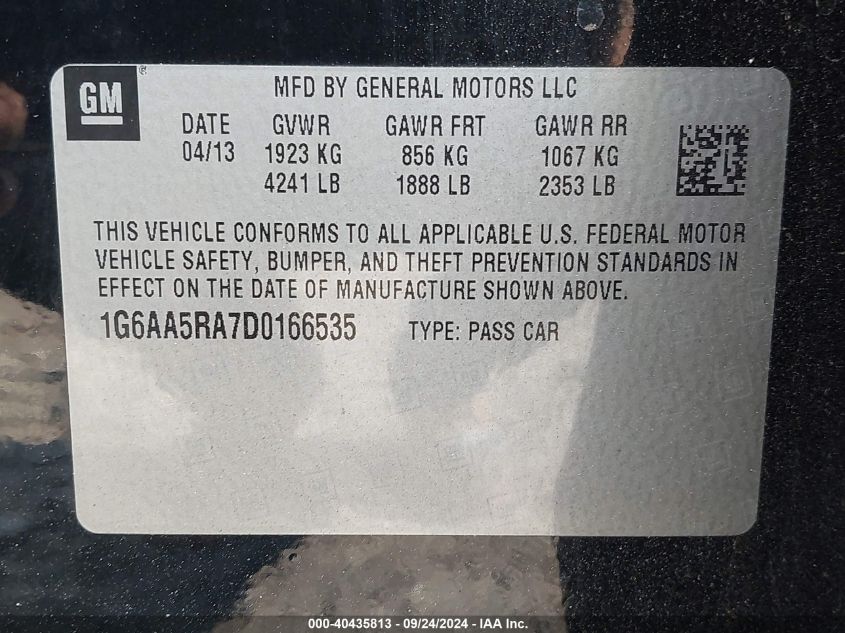 GM ®
MFD BY GENERAL MOTORS LLC
DATE GVWR GAWR FRT GAWR RR
04/13 1923 KG 856 KG 1067 KG
4241 LB 1888 LB 2353 LB
THIS VEHICLE CONFORMS TO ALL APPLICABLE U.S. FEDERAL MOTOR
VEHICLE SAFETY, BUMPER, AND THEFT PREVENTION STANDARDS IN
EFFECT ON THE DATE OF MANUFACTURE SHOWN ABOVE.
1G6AA5RA7D0166535 TYPE: PASS CAR
000-40435813 - 09/24/2024 - IAA Inc.